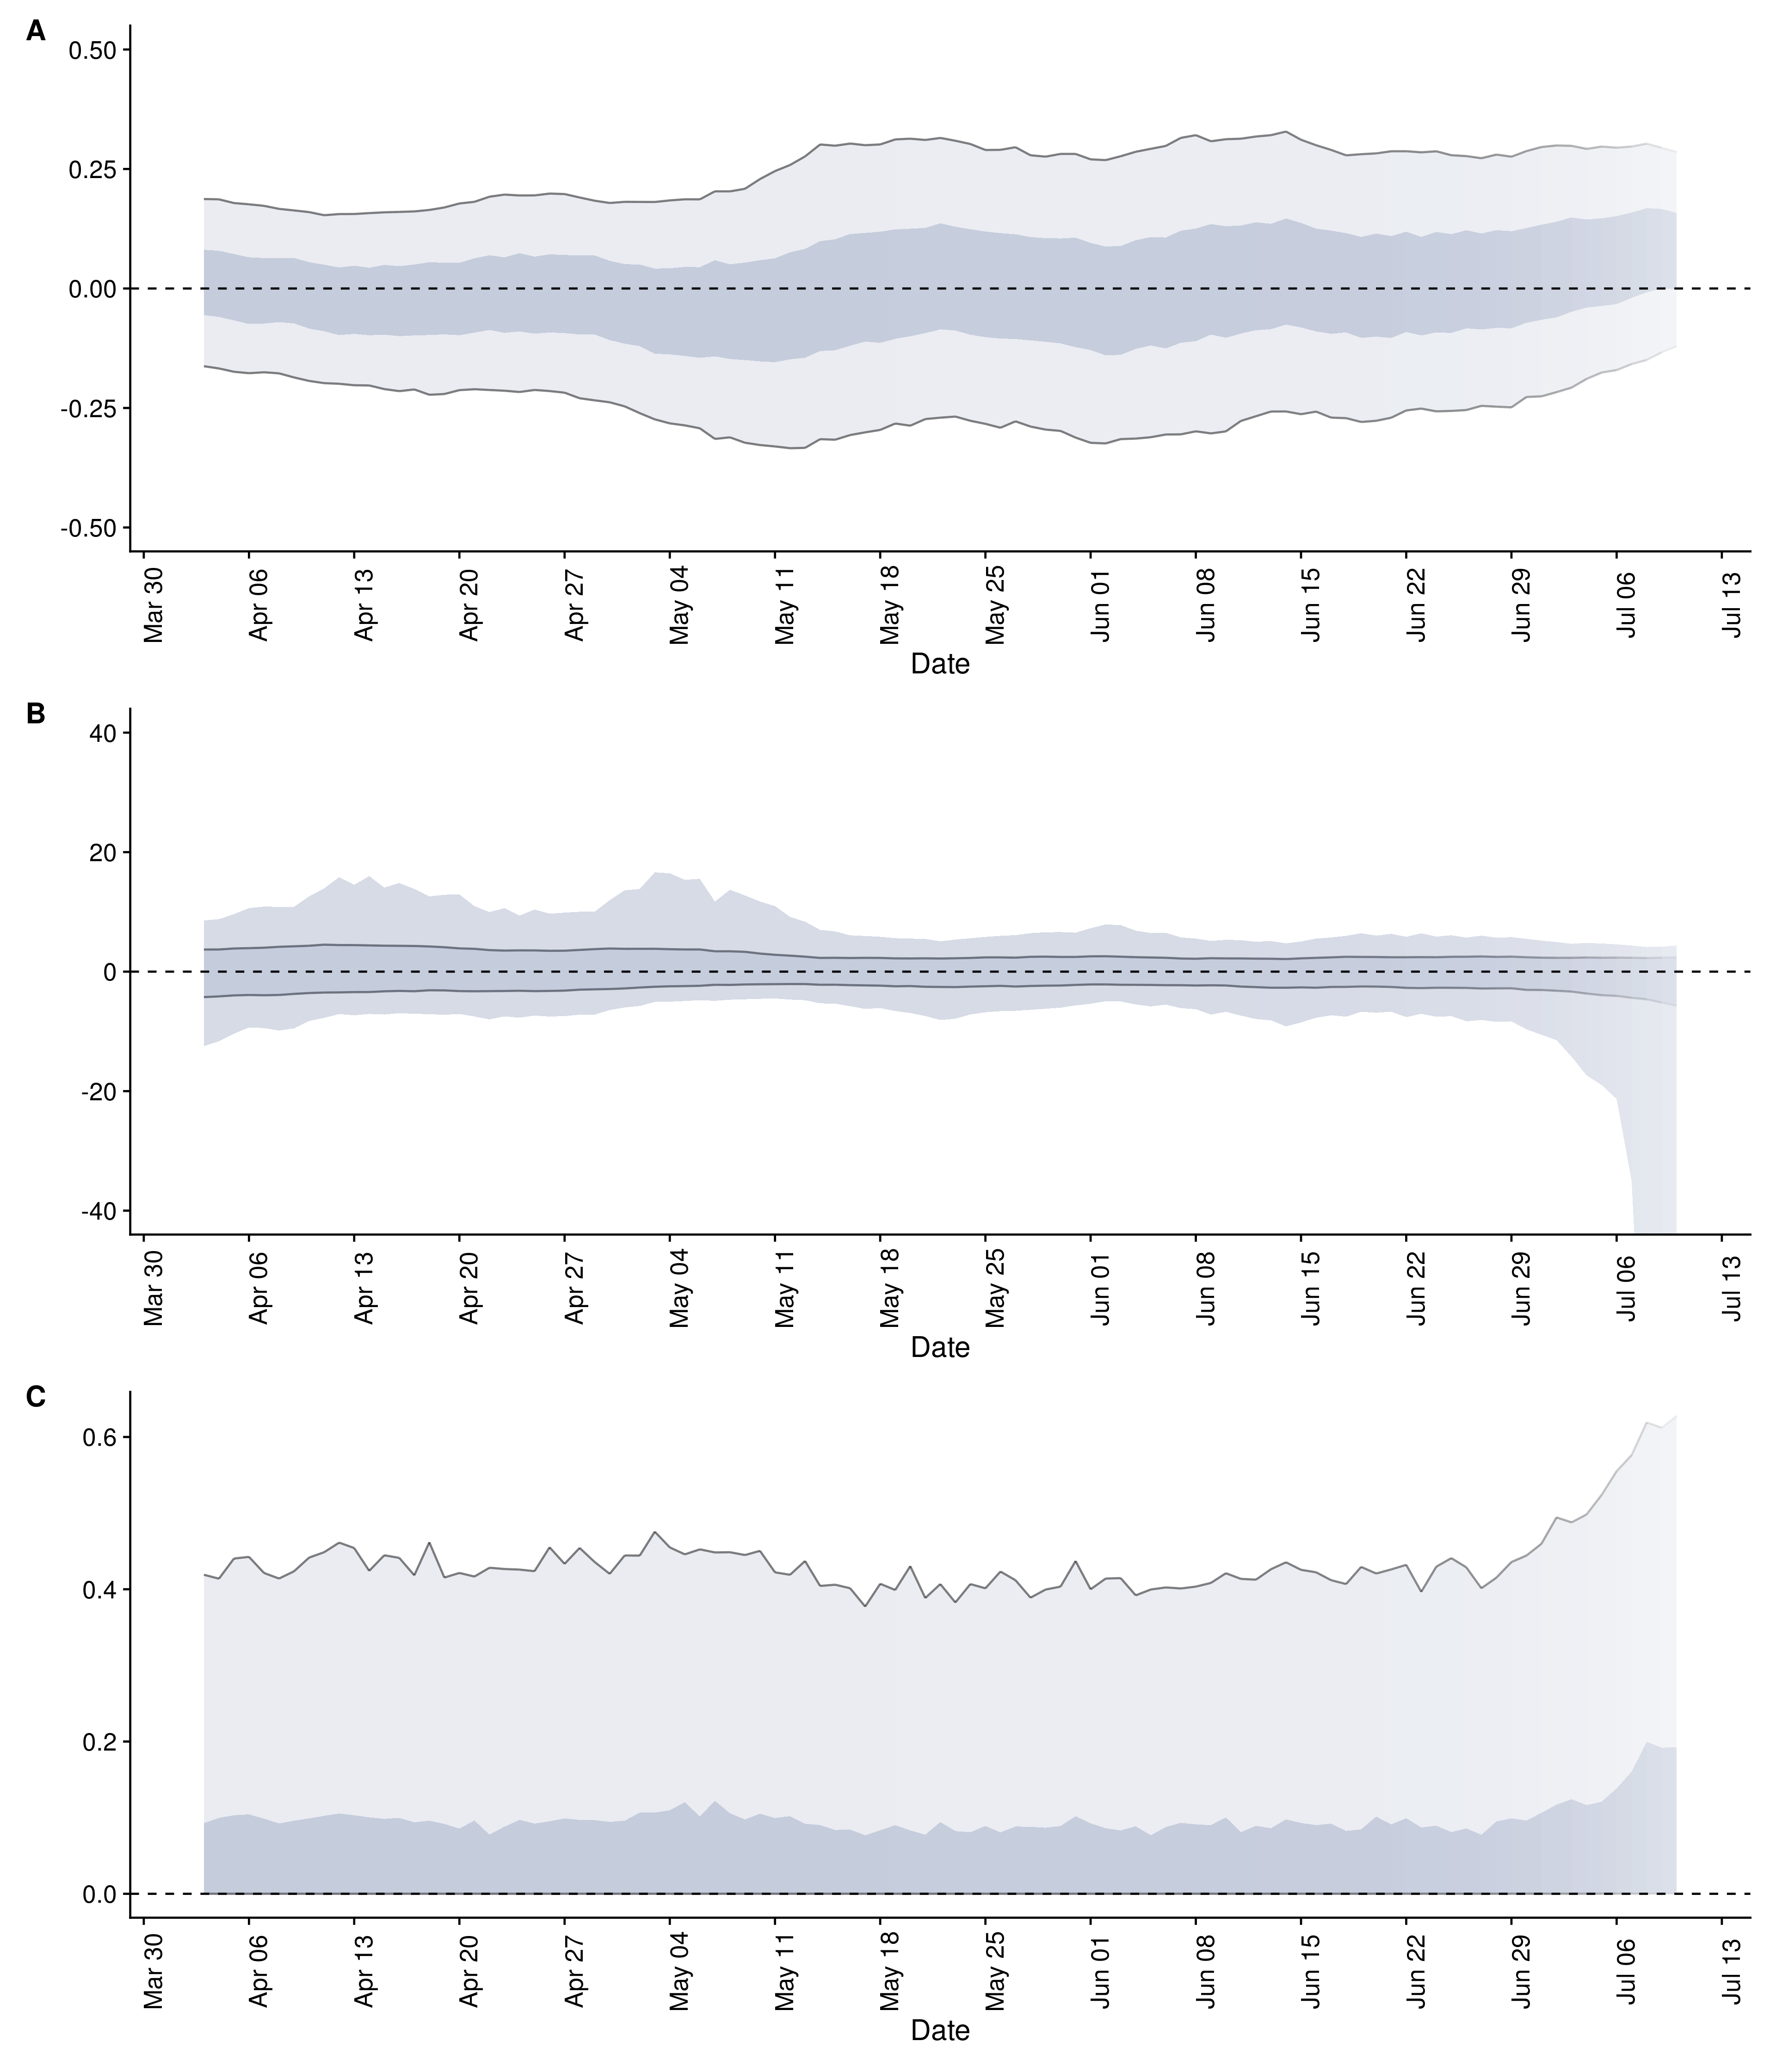 A
0.50
0.25
0.00
-0.25
-0.50
Mar 30
Apr 06
Apr 13
Apr 20
Apr 27
May 04
May 11
May 18
May 25
Jun 01
Jun 08
Jun 15
Jun 22
Jun 29
Jul 06
Jul 13
Date
B
40
20
0
-20
-40
Mar 30
Apr 06
Apr 13
Apr 20
Apr 27
May 04
May 11
May 18
May 25
Jun 01
Jun 08
Jun 15
Jun 22
Jun 29
Jul 06
Jul 13
Date
C
0.6
0.4
0.2
0.0
Mar 30
Apr 06
Apr 13
Apr 20
Apr 27
May 04
May 11
May 18
May 25
Jun 01
Jun 08
Jun 15
Jun 22
Jun 29
Jul 06
Jul 13
Date